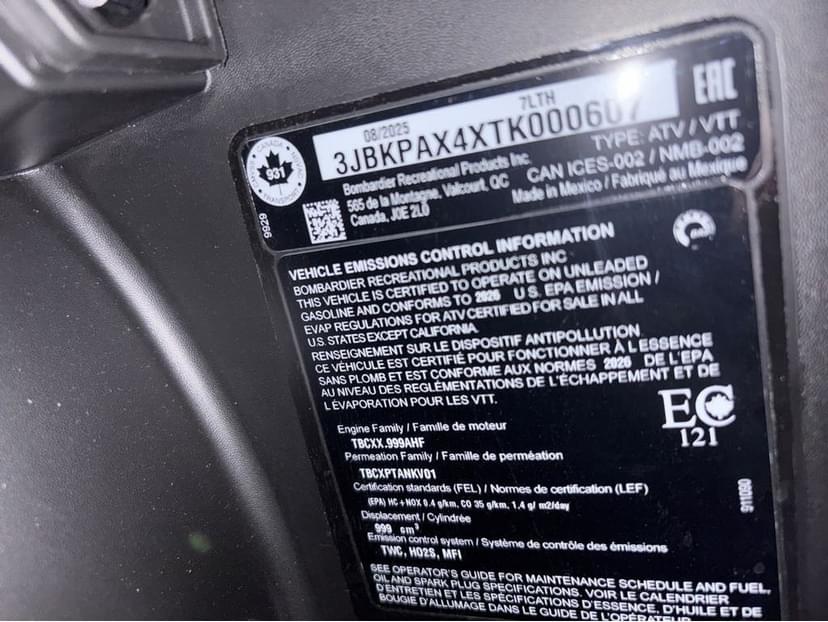 08/2025
7LTH
EAC
3JBKPAX4XTK000607
TYPE: ATV / VTT
CANADA
931
TRANSPORT
Bombardier Recreational Products Inc.
CAN ICES-002 / NMB-002
565 de la Montagne, Valcourt, QC
Made in Mexico / Fabriqué au Mexique
Canada, J0E 2L0
9929
VEHICLE EMISSIONS CONTROL INFORMATION
BOMBARDIER RECREATIONAL PRODUCTS INC
THIS VEHICLE IS CERTIFIED TO OPERATE ON UNLEADED
GASOLINE AND CONFORMS TO 2026 U.S. EPA EMISSION /
EVAP REGULATIONS FOR ATV CERTIFIED FOR SALE IN ALL
U.S. STATES EXCEPT CALIFORNIA.
RENSEIGNEMENT SUR LE DISPOSITIF ANTIPOLLUTION
CE VÉHICULE EST CERTIFIÉ POUR FONCTIONNER À L'ESSENCE
SANS PLOMB ET EST CONFORME AUX NORMES 2026 DE L'EPA
AU NIVEAU DES RÉGLEMENTATIONS DE L'ÉCHAPPEMENT ET DE
L'ÉVAPORATION POUR LES VTT.
EC
121
Engine Family / Famille de moteur
TBCXX.999AHF
Permeation Family / Famille de perméation
TBCXPTANKV01
Certification standards (FEL) / Normes de certification (LEF)
(EPA) HC + NOX 0.4 g/km, CO 35 g/km, 1.4 g/ m2/day
Displacement / Cylindrée
999 cm³
Emission control system / Système de contrôle des émissions
TWC, HO2S, MFI
911090
SEE OPERATOR'S GUIDE FOR MAINTENANCE SCHEDULE AND FUEL,
OIL AND SPARK PLUG SPECIFICATIONS. VOIR LE CALENDRIER
D'ENTRETIEN ET LES SPÉCIFICATIONS D'ESSENCE, D'HUILE ET DE
BOUGIE D'ALLUMAGE DANS LE GUIDE DE L'OPÉRATEUR.